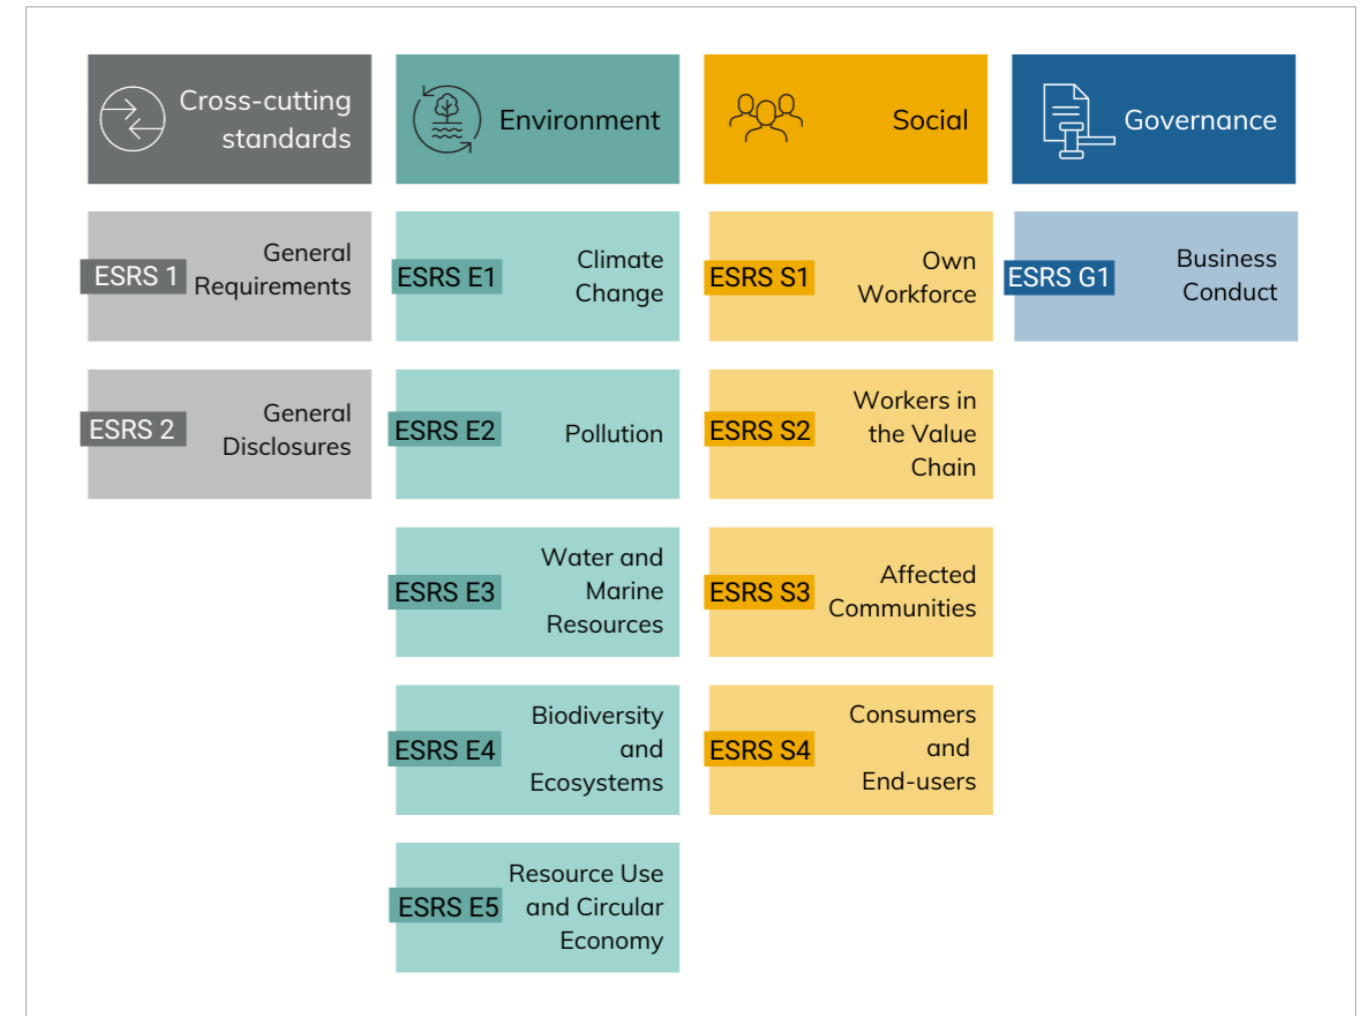 Cross-cutting
standards
Environment
Social
Governance
ESRS 1
General
Requirements
ESRS E1
Climate
Change
ESRS S1
Own
Workforce
ESRS G1
Business
Conduct
ESRS 2
General
Disclosures
ESRS E2
Pollution
ESRS S2
Workers in
the Value
Chain
ESRS E3
Water and
Marine
Resources
ESRS S3
Affected
Communities
ESRS E4
Biodiversity
and
Ecosystems
ESRS S4
Consumers
and
End-users
ESRS E5
Resource Use
and Circular
Economy